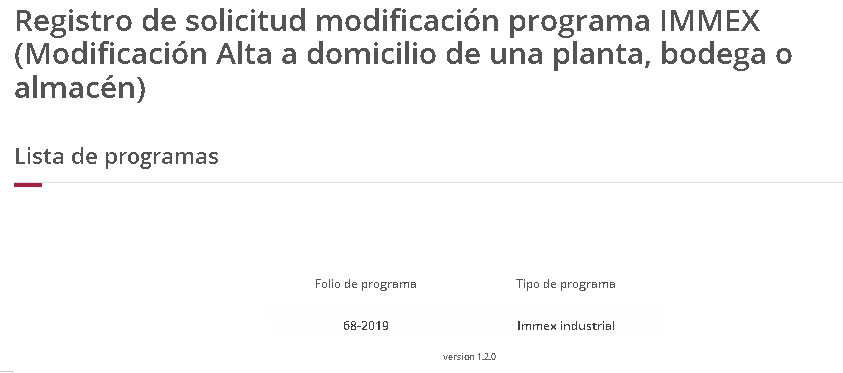 Registro de solicitud modificación programa IMMEX
(Modificación Alta a domicilio de una planta, bodega o
almacén)
Lista de programas
Folio de programa Tipo de programa
68-2019 Immex industrial
version 1.2.0